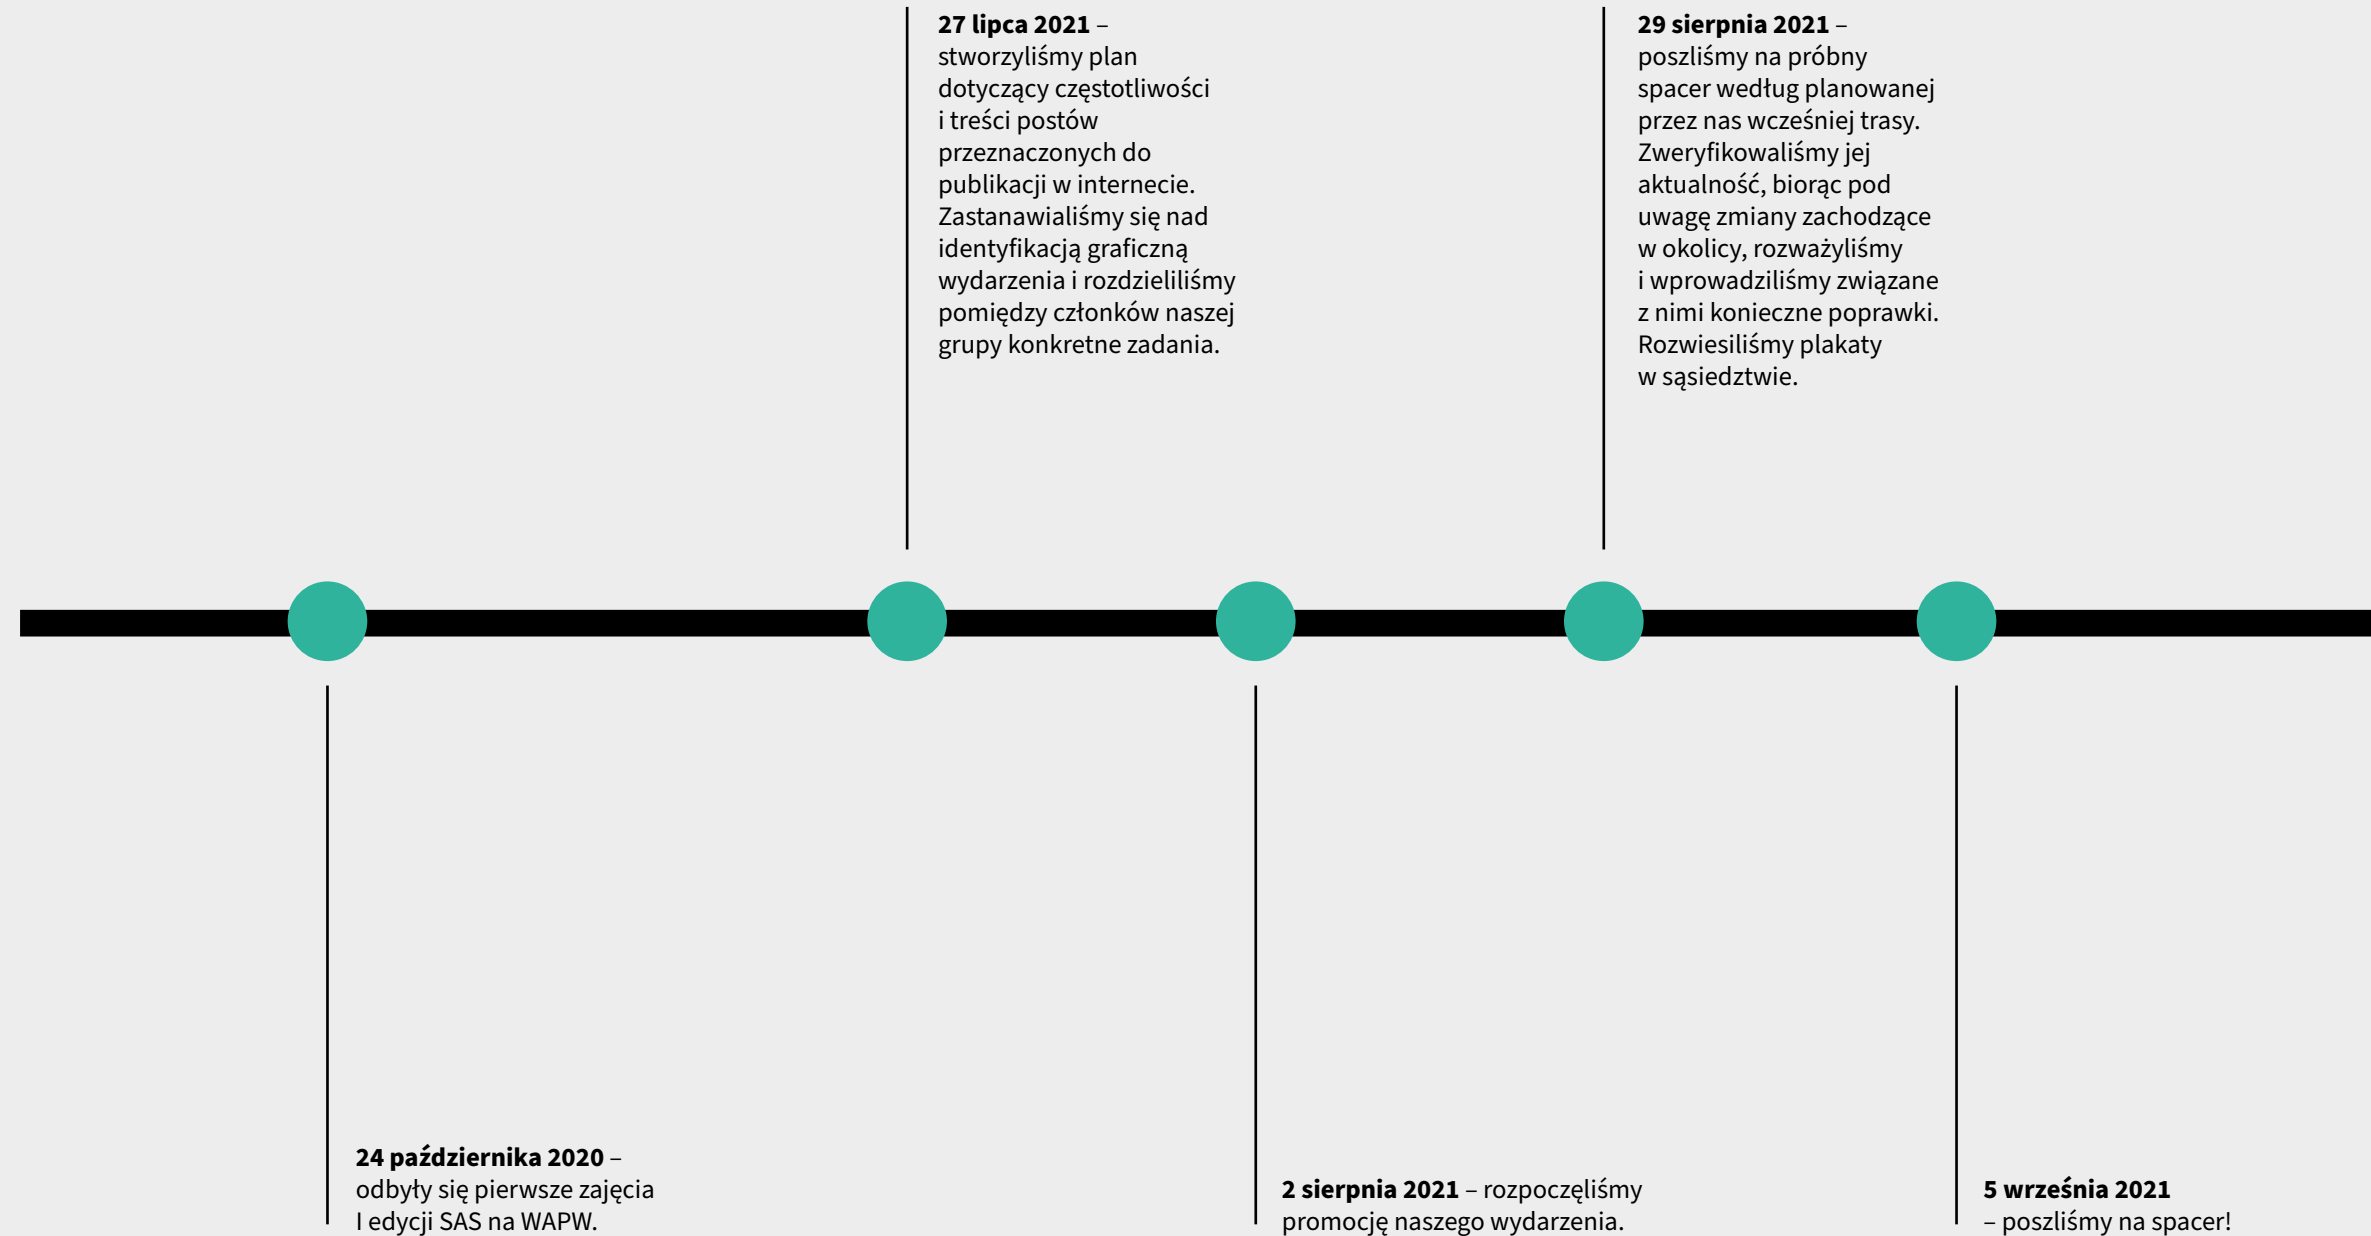 27 lipca 2021 –
stworzyliśmy plan
dotyczący częstotliwości
i treści postów
przeznaczonych do
publikacji w internecie.
Zastanawialiśmy się nad
identyfikacją graficzną
wydarzenia i rozdzieliliśmy
pomiędzy członków naszej
grupy konkretne zadania.
29 sierpnia 2021 –
poszliśmy na próbny
spacer według planowanej
przez nas wcześniej trasy.
Zweryfikowaliśmy jej
aktualność, biorąc pod
uwagę zmiany zachodzące
w okolicy, rozważyliśmy
i wprowadziliśmy związane
z nimi konieczne poprawki.
Rozwiesiliśmy plakaty
w sąsiedztwie.
24 października 2020 –
odbyły się pierwsze zajęcia
I edycji SAS na WAPW.
2 sierpnia 2021 – rozpoczęliśmy
promocję naszego wydarzenia.
5 września 2021
– poszliśmy na spacer!